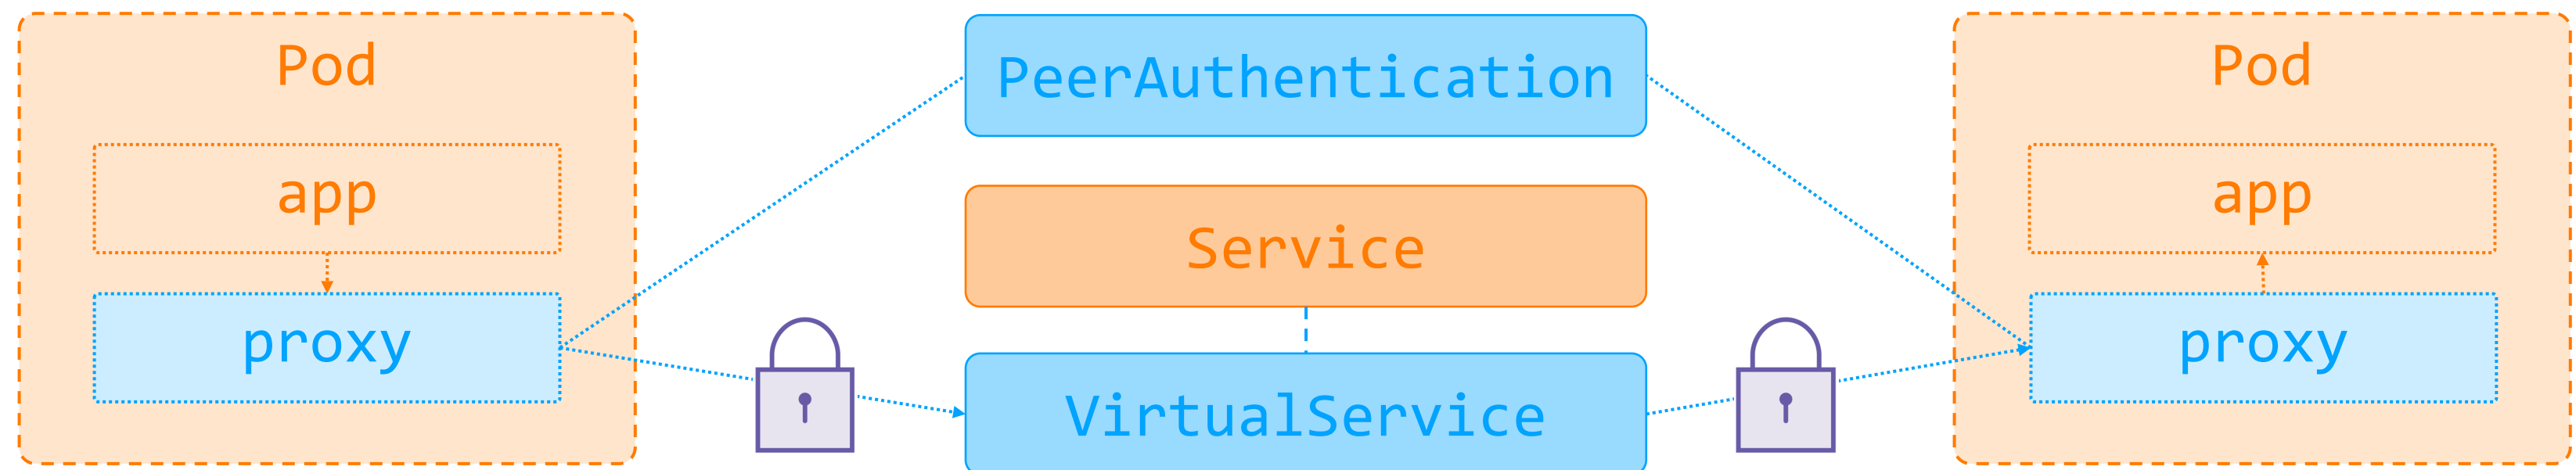 Pod
app
proxy
PeerAuthentication
Service
VirtualService
Pod
app
proxy